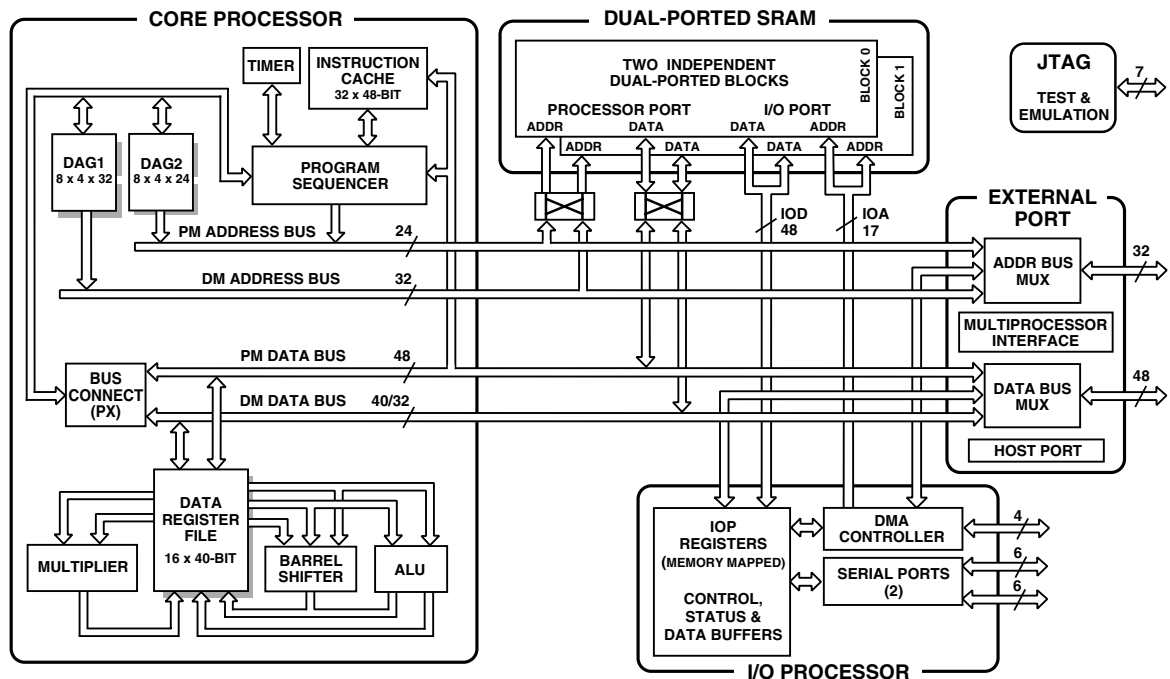 CORE PROCESSOR
TIMER
INSTRUCTION
CACHE
32 x 48-BIT
DAG1
8 x 4 x 32
DAG2
8 x 4 x 24
PROGRAM
SEQUENCER
PM ADDRESS BUS
24
DM ADDRESS BUS
32
PM DATA BUS
48
BUS
CONNECT
(PX)
DM DATA BUS
40/32
DATA
REGISTER
FILE
16 x 40-BIT
MULTIPLIER
BARREL
SHIFTER
ALU
DUAL-PORTED SRAM
TWO INDEPENDENT
DUAL-PORTED BLOCKS
BLOCK 0
BLOCK 1
PROCESSOR PORT
I/O PORT
ADDR
DATA
DATA
ADDR
ADDR
DATA
DATA
ADDR
IOD
48
IOA
17
JTAG
TEST &
EMULATION
7
EXTERNAL
PORT
ADDR BUS
MUX
32
MULTIPROCESSOR
INTERFACE
DATA BUS
MUX
48
HOST PORT
IOP
REGISTERS
(MEMORY MAPPED)
CONTROL,
STATUS &
DATA BUFFERS
DMA
CONTROLLER
4
SERIAL PORTS
(2)
6
6
I/O PROCESSOR